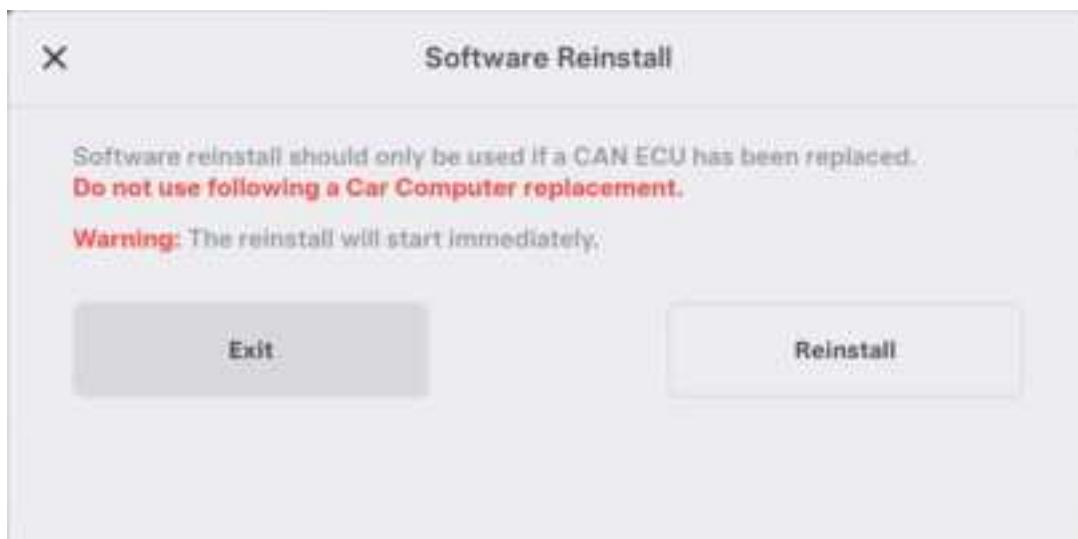 Software Reinstall
Software reinstall should only be used if a CAN ECU has been replaced.
Do not use following a Car Computer replacement.
Warning: The reinstall will start immediately.
Exit
Reinstall